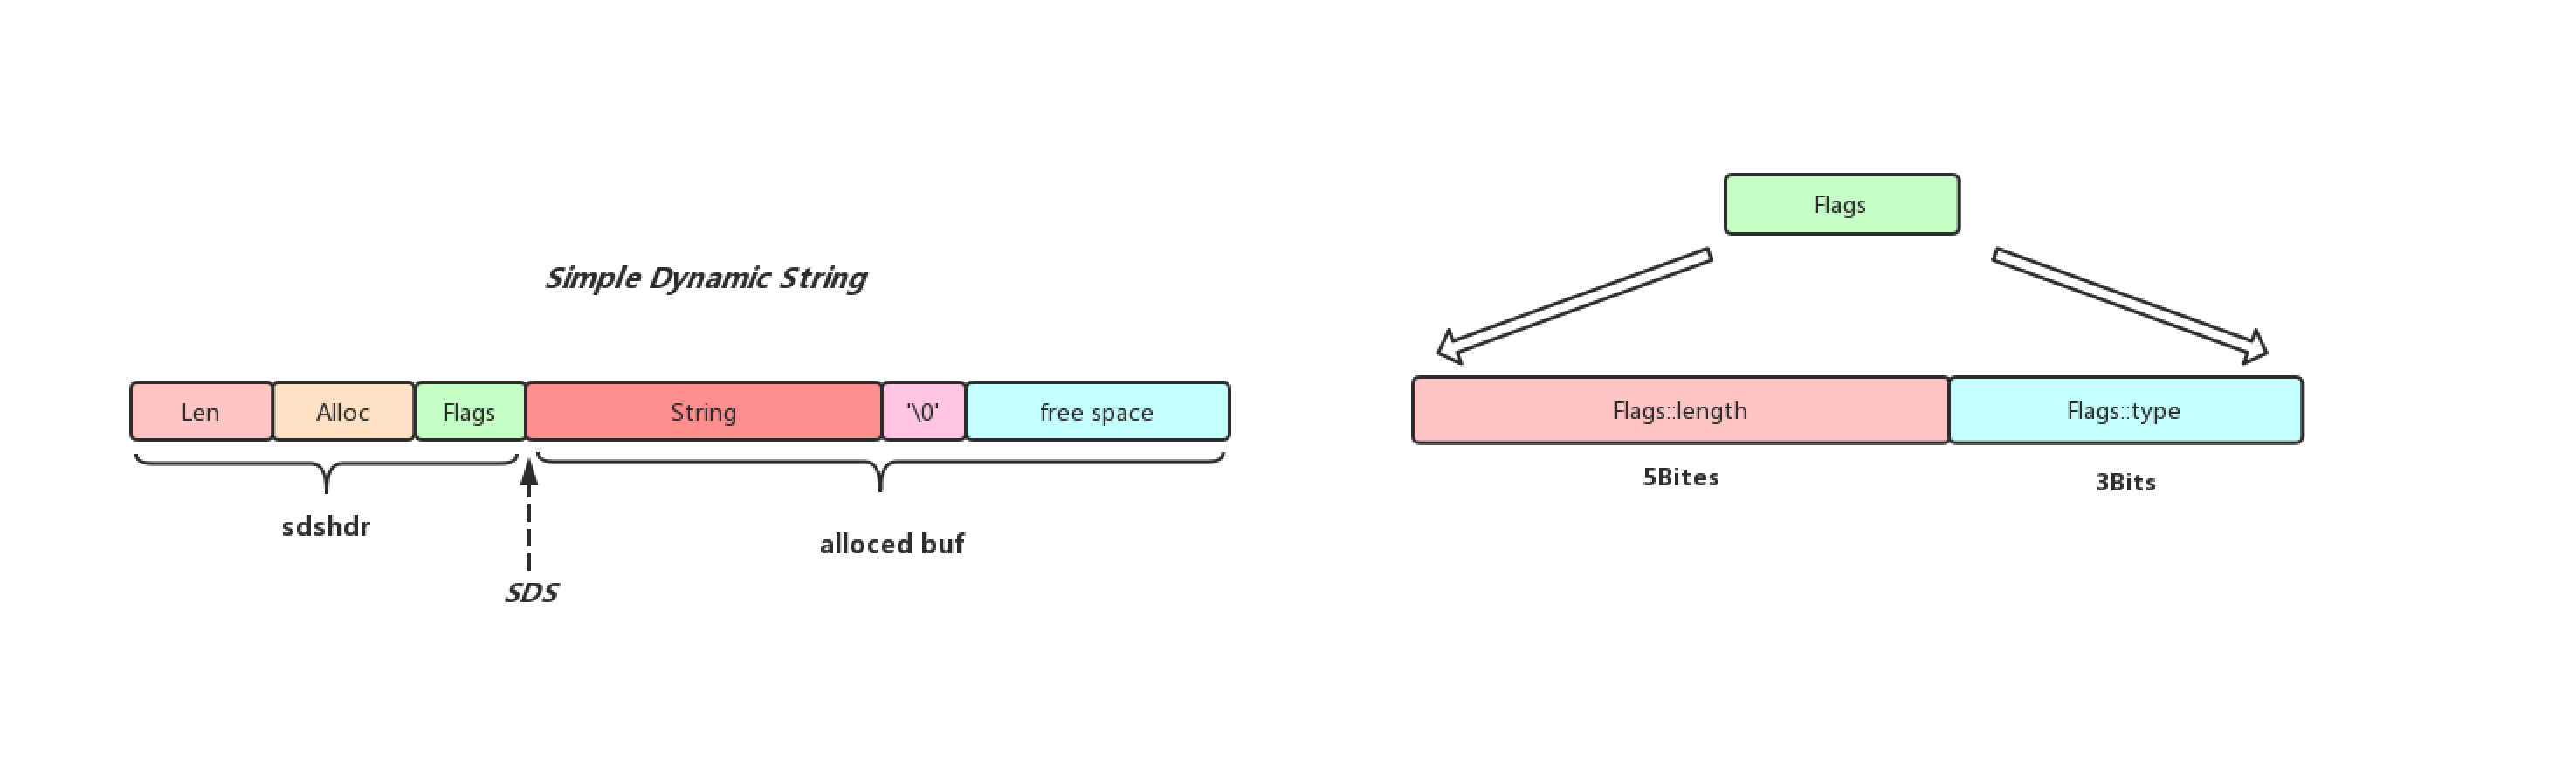 Simple Dynamic String
Len
Alloc
Flags
String
'\0'
free space
sdshdr
alloced buf
SDS
Flags
Flags::length
Flags::type
5Bites
3Bits